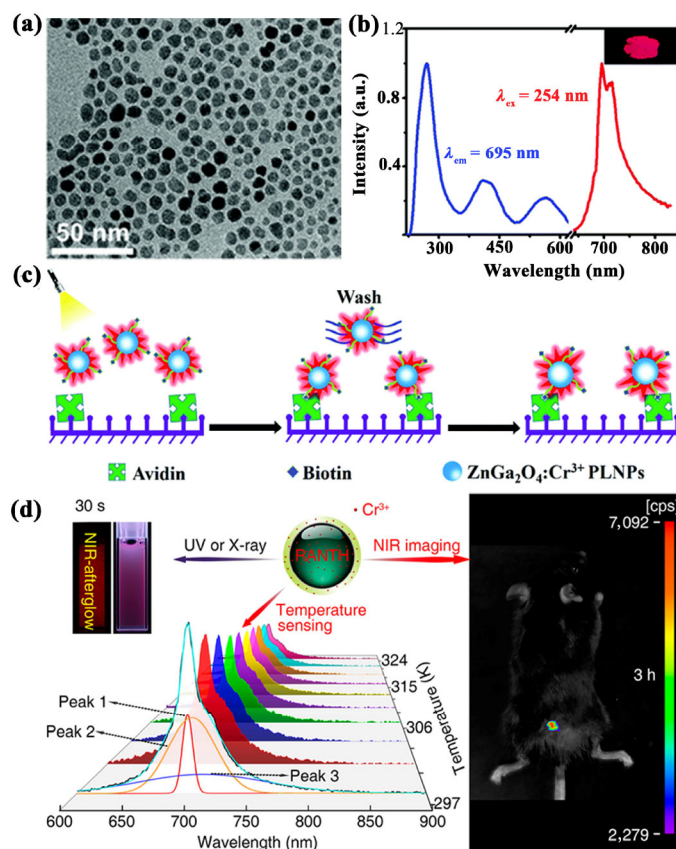 (a)
50 nm
(b)
Intensity (a.u.)
1.2
0.8
0.4
λex = 254 nm
λem = 695 nm
300
450
600
700
800
Wavelength (nm)
(c)
Wash
Avidin
Biotin
ZnGa2O4:Cr3+ PLNPs
(d)
30 s
NIR-afterglow
UV or X-ray
Cr3+
RANTH
NIR imaging
Temperature
sensing
Peak 1
Peak 2
Peak 3
324
315
306
297
Temperature (K)
600
650
700
750
800
850
900
Wavelength (nm)
[cps]
7,092
3 h
2,279